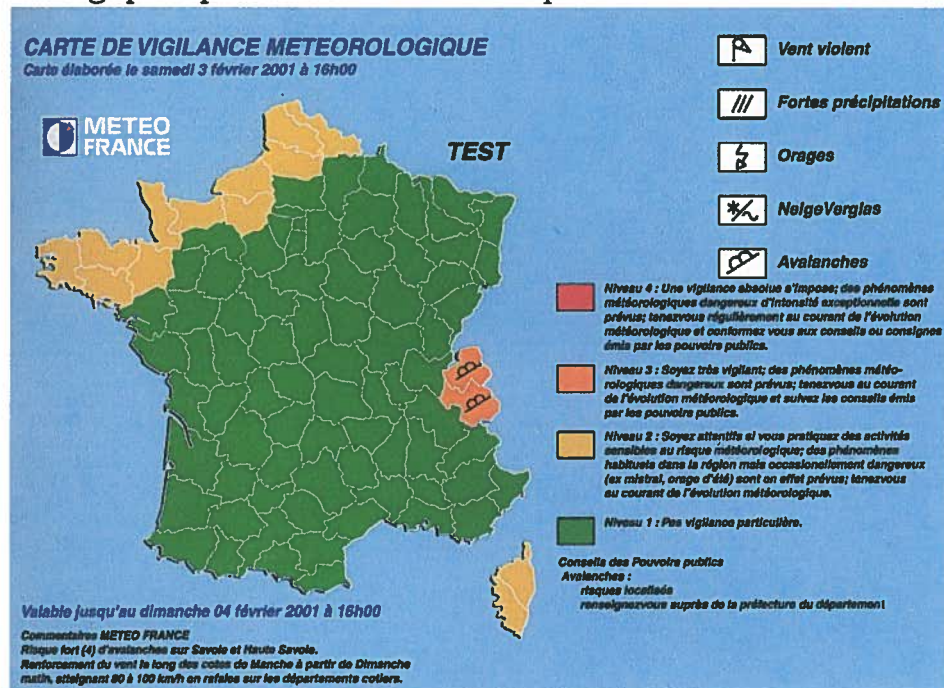 CARTE DE VIGILANCE METEOROLOGIQUE
Carte élaborée le samedi 3 février 2001 à 16h00
METEO
FRANCE
TEST
Vent violent
Fortes précipitations
Orages
NeigeVerglas
Avalanches
Niveau 4 : Une vigilance absolue s'impose; des phénomènes
météorologiques dangereux d'intensité exceptionnelle sont
prévus; tenezvous régulièrement au courant de l'évolution
météorologique et conformez vous aux conseils ou consignes
émis par les pouvoirs publics.
Niveau 3 : Soyez très vigilant; des phénomènes météo-
rologiques dangereux sont prévus; tenezvous au courant
de l'évolution météorologique et suivez les conseils émis
par les pouvoirs publics.
Niveau 2 : Soyez attentifs si vous pratiquez des activités
sensibles au risque météorologique; des phénomènes
habituels dans la région mais occasionellement dangereux
(ex mistral, orage d'été) sont en effet prévus; tenezvous
au courant de l'évolution météorologique.
Niveau 1 : Pas vigilance particulière.
Conseils des Pouvoirs publics
Avalanches :
risques localisés
renseignezvous auprès de la préfecture du département
Valable jusqu'au dimanche 04 février 2001 à 16h00
Commentaires METEO FRANCE
Risque fort (4) d'avalanches sur Savoie et Haute Savoie.
Renforcement du vent le long des cotes de Manche à partir de Dimanche
matin, atteignant 80 à 100 km/h en rafales sur les départements cotiers.